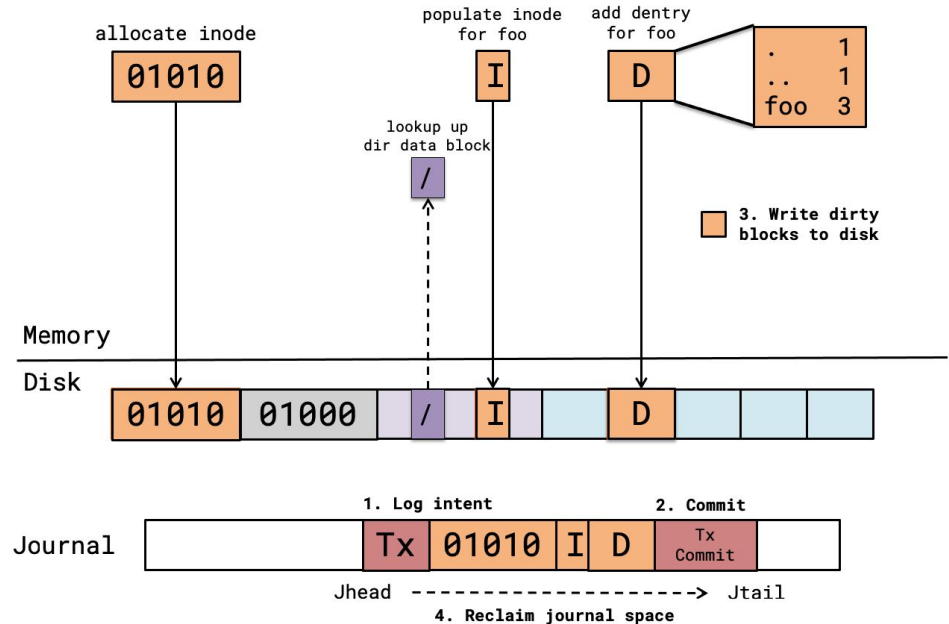 allocate inode
01010
populate inode
for foo
I
add dentry
for foo
D
. 1
.. 1
foo 3
lookup up
dir data block
/
3. Write dirty
blocks to disk
Memory
Disk
01010 01000 / I D
1. Log intent
2. Commit
Journal
Tx 01010 I D Tx
Commit
Jhead
Jtail
4. Reclaim journal space